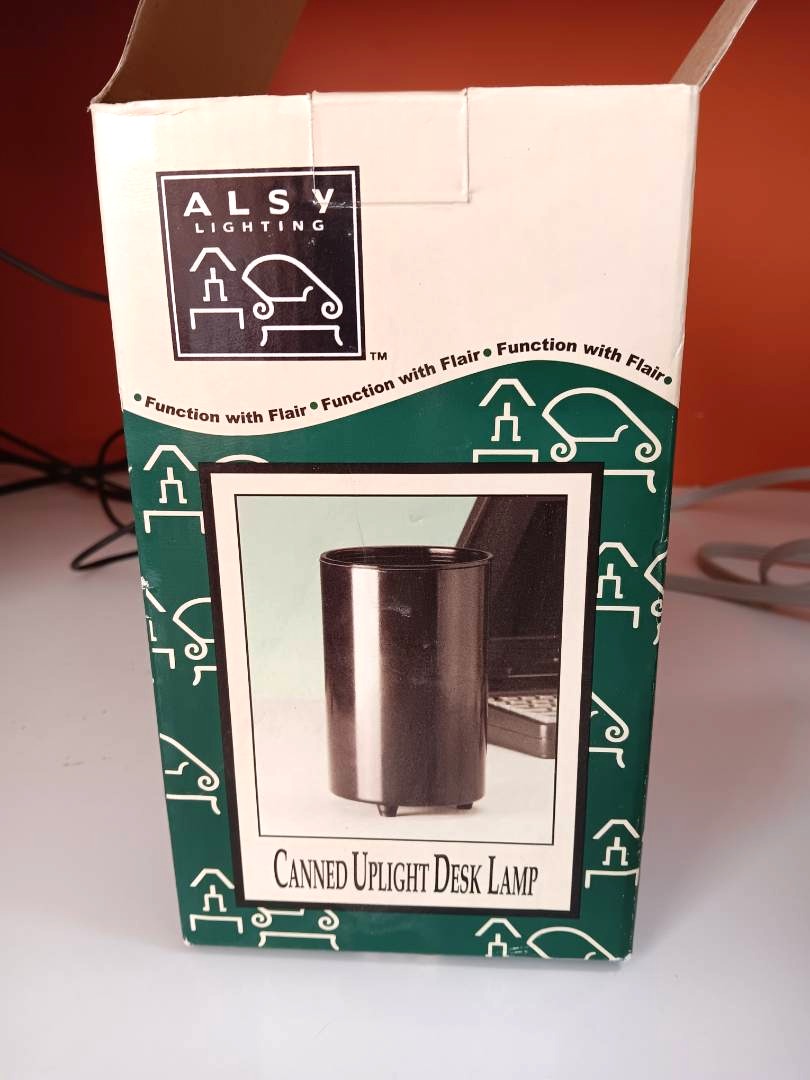 ALSY
LIGHTING
TM
• Function with Flair • Function with Flair • Function with Flair •
CANNED UPLIGHT DESK LAMP